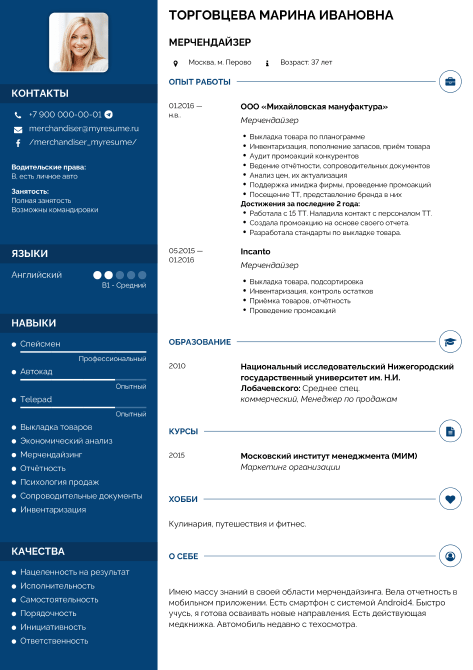 ТОРГОВЦЕВА МАРИНА ИВАНОВНА
МЕРЧЕНДАЙЗЕР
Москва, м. Перово
Возраст: 37 лет
КОНТАКТЫ
+7 900 000-00-01
merchandiser@myresume.ru
/merchandizer_myresume/
Водительские права:
B, есть личное авто
Занятость:
Полная занятость
Возможны командировки
ЯЗЫКИ
Английский
B1 - Средний
НАВЫКИ
Спейсмен
Профессиональный
Автокад
Опытный
Telepad
Опытный
Выкладка товаров
Экономический анализ
Мерчендайзинг
Отчётность
Психология продаж
Сопроводительные документы
Инвентаризация
КАЧЕСТВА
Нацеленность на результат
Исполнительность
Самостоятельность
Порядочность
Инициативность
Ответственность
ОПЫТ РАБОТЫ
01.2016 —
н.в.
ООО «Михайловская мануфактура»
Мерчендайзер
Выкладка товара по планограмме
Инвентаризация, пополнение запасов, приём товара
Аудит промоакций конкурентов
Ведение отчётности, сопроводительных документов
Анализ цен, их актуализация
Поддержка имиджа фирмы, проведение промоакций
Посещение ТТ, представление бренда в них
Достижения за последние 2 года:
Работала с 15 ТТ. Наладила контакт с персоналом ТТ.
Создала промоакцию на основе своего отчета.
Разработала стандарты по выкладке товара.
05.2015 —
01.2016
Incanto
Мерчендайзер
Выкладка товаров, подсортировка
Инвентаризация, контроль остатков
Приёмка товаров, отчётность
Проведение промоакций
ОБРАЗОВАНИЕ
2010
Национальный исследовательский Нижегородский
государственный университет им. Н.И.
Лобачевского: Среднее спец.
коммерческий, Менеджер по продажам
КУРСЫ
2015
Московский институт менеджмента (МИМ)
Маркетинг организации
ХОББИ
Кулинария, путешествия и фитнес.
О СЕБЕ
Имею массу знаний в своей области мерчендайзинга. Вела отчетность в
мобильном приложении. Есть смартфон с системой Android4. Быстро
учусь, я готова осваивать новые направления. Есть действующая
медкнижка. Автомобиль недавно с техосмотра.